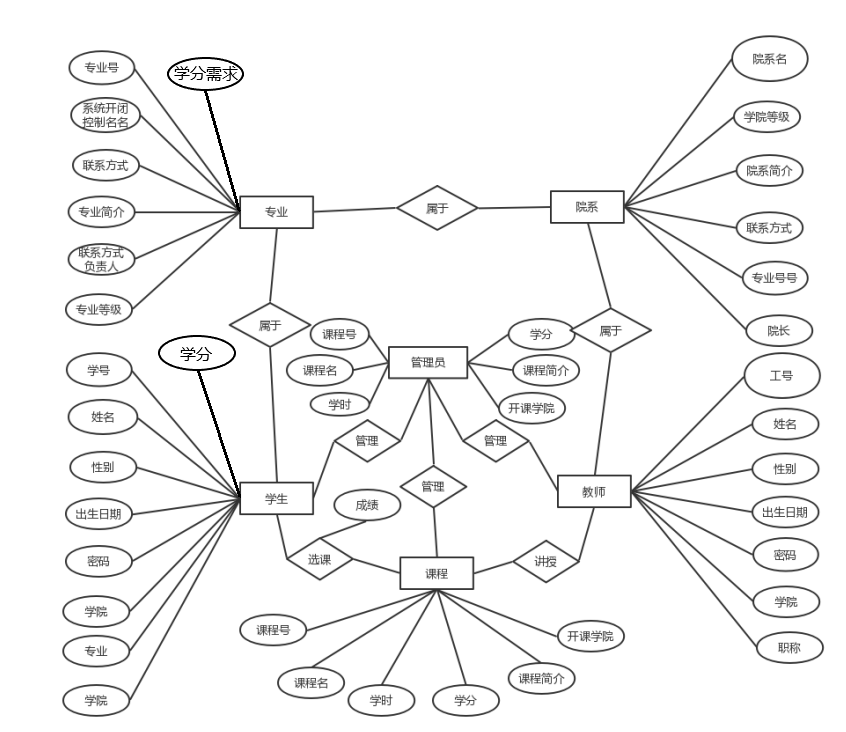 专业号
学分需求
系统开闭
控制名名
联系方式
专业简介
联系方式
负责人
专业等级
专业
属于
院系
院系名
学院等级
院系简介
联系方式
专业号号
院长
属于
属于
课程号
课程名
学时
管理员
学分
课程简介
开课学院
管理
管理
管理
学分
学号
姓名
性别
出生日期
密码
学院
专业
学院
学生
成绩
选课
课程
讲授
教师
工号
姓名
性别
出生日期
密码
学院
职称
课程号
课程名
学时
学分
课程简介
开课学院